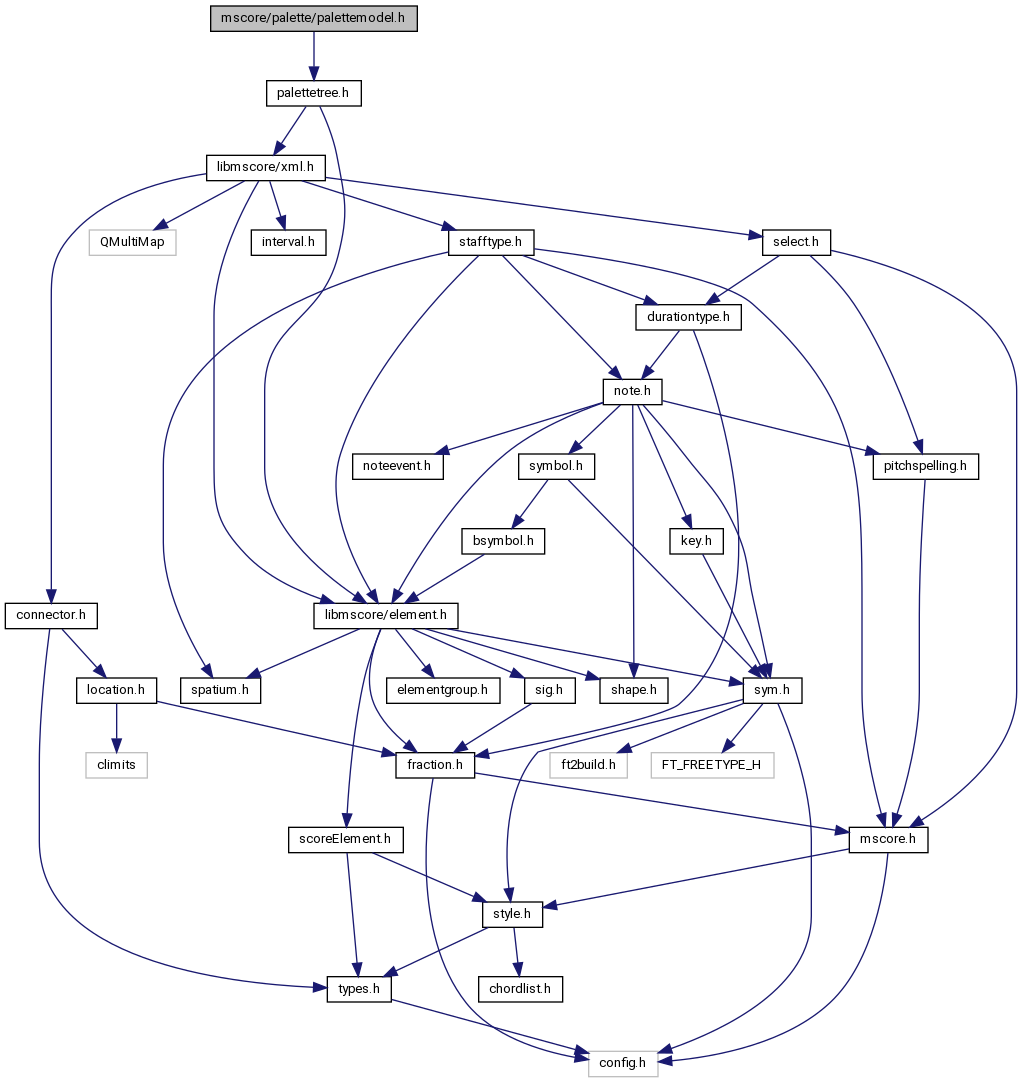 mscore/palette/palettemodel.h
palettetree.h
libmscore/xml.h
QMultiMap
interval.h
stafftype.h
select.h
durationtype.h
note.h
noteevent.h
symbol.h
pitchspelling.h
bsymbol.h
key.h
connector.h
libmscore/element.h
location.h
spatium.h
elementgroup.h
sig.h
shape.h
sym.h
climits
fraction.h
ft2build.h
FT_FREETYPE_H
scoreElement.h
mscore.h
style.h
types.h
chordlist.h
config.h